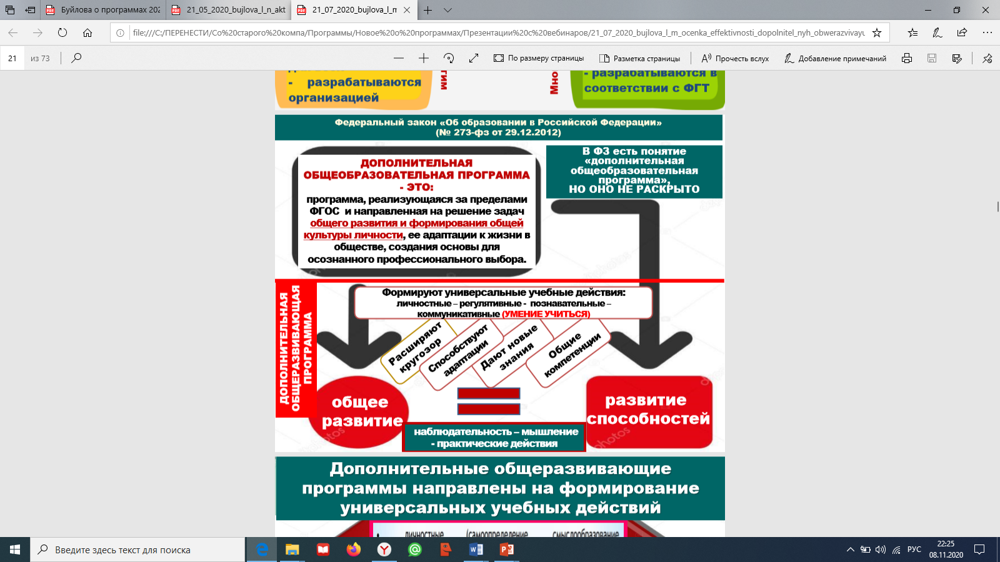 Буйлова о программах 202
21_05_2020_bujlova_l_n_akt
21_07_2020_bujlova_l_m
file:///C:/ПЕРЕНЕСТИ/Со%20старого%20компа/Программы/Новое%20о%20программах/Презентации%20с%20вебинаров/21_07_2020_bujlova_l_m_ocenka_effektivnosti_dopolnitel_nyh_obwerazvivayu
21 из 73
По размеру страницы
Разметка страницы
Прочесть вслух
Добавление примечаний
- разрабатываются
организацией
тим
Мно
- разрабатываются в
соответствии с ФГТ
Федеральный закон «Об образовании в Российской Федерации»
(№ 273-фз от 29.12.2012)
ДОПОЛНИТЕЛЬНАЯ
ОБЩЕОБРАЗОВАТЕЛЬНАЯ ПРОГРАММА
- ЭТО:
программа, реализующаяся за пределами
ФГОС и направленная на решение задач
общего развития и формирования общей
культуры личности, ее адаптации к жизни в
обществе, создания основы для
осознанного профессионального выбора.
В ФЗ есть понятие
«дополнительная
общеобразовательная
программа»,
НО ОНО НЕ РАСКРЫТО
ДОПОЛНИТЕЛЬНАЯ
ОБЩЕРАЗВИВАЮЩАЯ
ПРОГРАММА
Формируют универсальные учебные действия:
личностные – регулятивные - познавательные –
коммуникативные (УМЕНИЕ УЧИТЬСЯ)
Расширяют
кругозор
Способствуют
адаптации
Дают новые
знания
Общие
компетенции
общее
развитие
развитие
способностей
наблюдательность – мышление
- практические действия
Дополнительные общеразвивающие
программы направлены на формирование
универсальных учебных действий
личностные (самоопределение смыслообразование
Введите здесь текст для поиска
РУС
22:25
08.11.2020